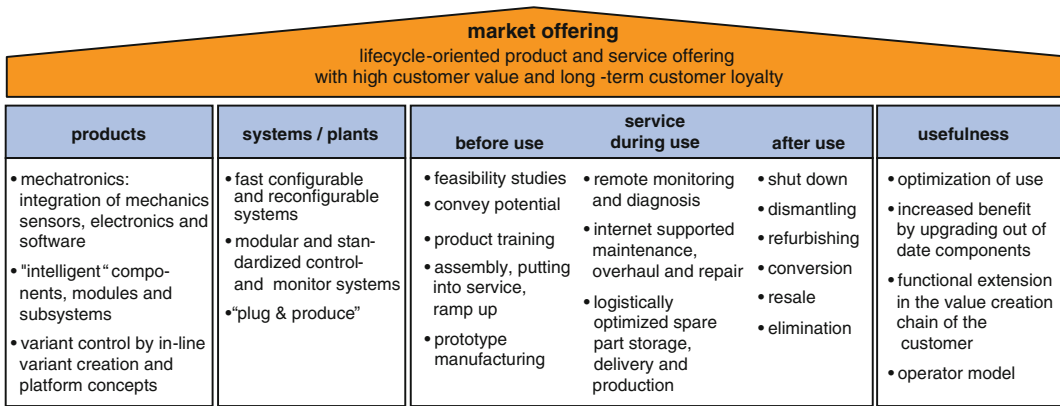 market offering
lifecycle-oriented product and service offering
with high customer value and long -term customer loyalty
products
• mechatronics:
integration of mechanics
sensors, electronics and
software
• "intelligent“ compo-
nents, modules and
subsystems
• variant control by in-line
variant creation and
platform concepts
systems / plants
• fast configurable
and reconfigurable
systems
• modular and stan-
dardized control-
and monitor systems
•“plug & produce”
service
before use
• feasibility studies
• convey potential
• product training
• assembly, putting
into service,
ramp up
• prototype
manufacturing
during use
• remote monitoring
and diagnosis
• internet supported
maintenance,
overhaul and repair
• logistically
optimized spare
part storage,
delivery and
production
after use
• shut down
• dismantling
• refurbishing
• conversion
• resale
• elimination
usefulness
• optimization of use
• increased benefit
by upgrading out of
date components
• functional extension
in the value creation
chain of the
customer
• operator model